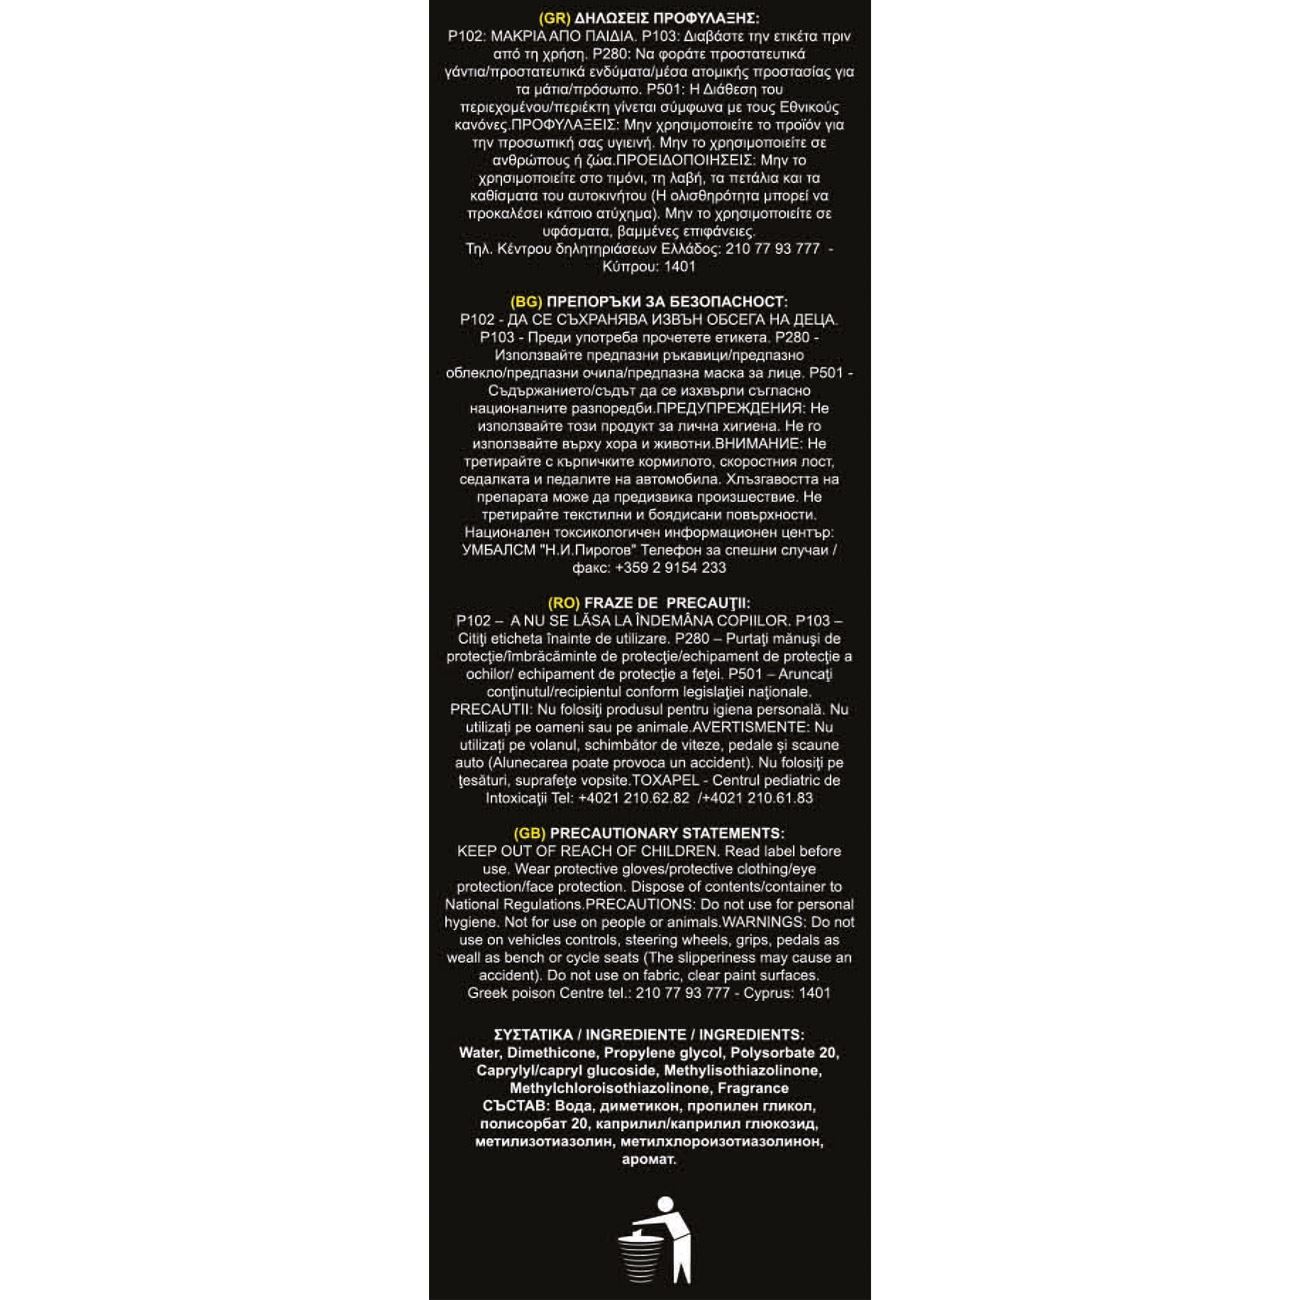 (GR) ΔΗΛΩΣΕΙΣ ΠΡΟΦΥΛΑΞΗΣ:
P102: ΜΑΚΡΙΑ ΑΠΟ ΠΑΙΔΙΑ. P103: Διαβάστε την ετικέτα πριν
από τη χρήση. P280: Να φοράτε προστατευτικά
γάντια/προστατευτικά ενδύματα/μέσα ατομικής προστασίας για
τα μάτια/πρόσωπο. P501: Η Διάθεση του
περιεχομένου/περιέκτη γίνεται σύμφωνα με τους Εθνικούς
κανόνες.ΠΡΟΦΥΛΑΞΕΙΣ: Μην χρησιμοποιείτε το προϊόν για
την προσωπική σας υγιεινή. Μην το χρησιμοποιείτε σε
ανθρώπους ή ζώα.ΠΡΟΕΙΔΟΠΟΙΗΣΕΙΣ: Μην το
χρησιμοποιείτε στο τιμόνι, τη λαβή, τα πετάλια και τα
καθίσματα του αυτοκινήτου (Η ολισθηρότητα μπορεί να
προκαλέσει κάποιο ατύχημα). Μην το χρησιμοποιείτε σε
υφάσματα, βαμμένες επιφάνειες.
Τηλ. Κέντρου δηλητηριάσεων Ελλάδος: 210 77 93 777 -
Κύπρου: 1401
(BG) ПРЕПОРЪКИ ЗА БЕЗОПАСНОСТ:
P102 - ДА СЕ СЪХРАНЯВА ИЗВЪН ОБСЕГА НА ДЕЦА.
P103 - Преди употреба прочетете етикета. P280 -
Използвайте предпазни ръкавици/предпазно
облекло/предпазни очила/предпазна маска за лице. P501 -
Съдържанието/съдът да се изхвърли съгласно
националните разпоредби.ПРЕДУПРЕЖДЕНИЯ: Не
използвайте този продукт за лична хигиена. Не го
използвайте върху хора и животни.ВНИМАНИЕ: Не
третирайте с кърпичките кормилото, скоростния лост,
седалката и педалите на автомобила. Хлъзгавостта на
препарата може да предизвика произшествие. Не
третирайте текстилни и боядисани повърхности.
Национален токсикологичен информационен център:
УМБАЛСМ "Н.И.Пирогов" Телефон за спешни случаи /
факс: +359 2 9154 233
(RO) FRAZE DE PRECAUŢII:
P102 – A NU SE LĂSA LA ÎNDEMÂNA COPIILOR. P103 –
Citiţi eticheta înainte de utilizare. P280 – Purtaţi mănuşi de
protecţie/îmbrăcăminte de protecţie/echipament de protecţie a
ochilor/ echipament de protecţie a feţei. P501 – Aruncaţi
conţinutul/recipientul conform legislaţiei naţionale.
PRECAUTII: Nu folosiţi produsul pentru igiena personală. Nu
utilizați pe oameni sau pe animale.AVERTISMENTE: Nu
utilizați pe volanul, schimbător de viteze, pedale și scaune
auto (Alunecarea poate provoca un accident). Nu folosiţi pe
ţesături, suprafeţe vopsite.TOXAPEL - Centrul pediatric de
Intoxicaţii Tel: +4021 210.62.82 /+4021 210.61.83
(GB) PRECAUTIONARY STATEMENTS:
KEEP OUT OF REACH OF CHILDREN. Read label before
use. Wear protective gloves/protective clothing/eye
protection/face protection. Dispose of contents/container to
National Regulations.PRECAUTIONS: Do not use for personal
hygiene. Not for use on people or animals.WARNINGS: Do not
use on vehicles controls, steering wheels, grips, pedals as
weall as bench or cycle seats (The slipperiness may cause an
accident). Do not use on fabric, clear paint surfaces.
Greek poison Centre tel.: 210 77 93 777 - Cyprus: 1401
ΣΥΣΤΑΤΙΚΑ / INGREDIENTE / INGREDIENTS:
Water, Dimethicone, Propylene glycol, Polysorbate 20,
Caprylyl/capryl glucoside, Methylisothiazolinone,
Methylchloroisothiazolinone, Fragrance
СЪСТАВ: Вода, диметикон, пропилен гликол,
полисорбат 20, каприлил/каприлил глюкозид,
метилизотиазолин, метилхлороизотиазолинон,
аромат.